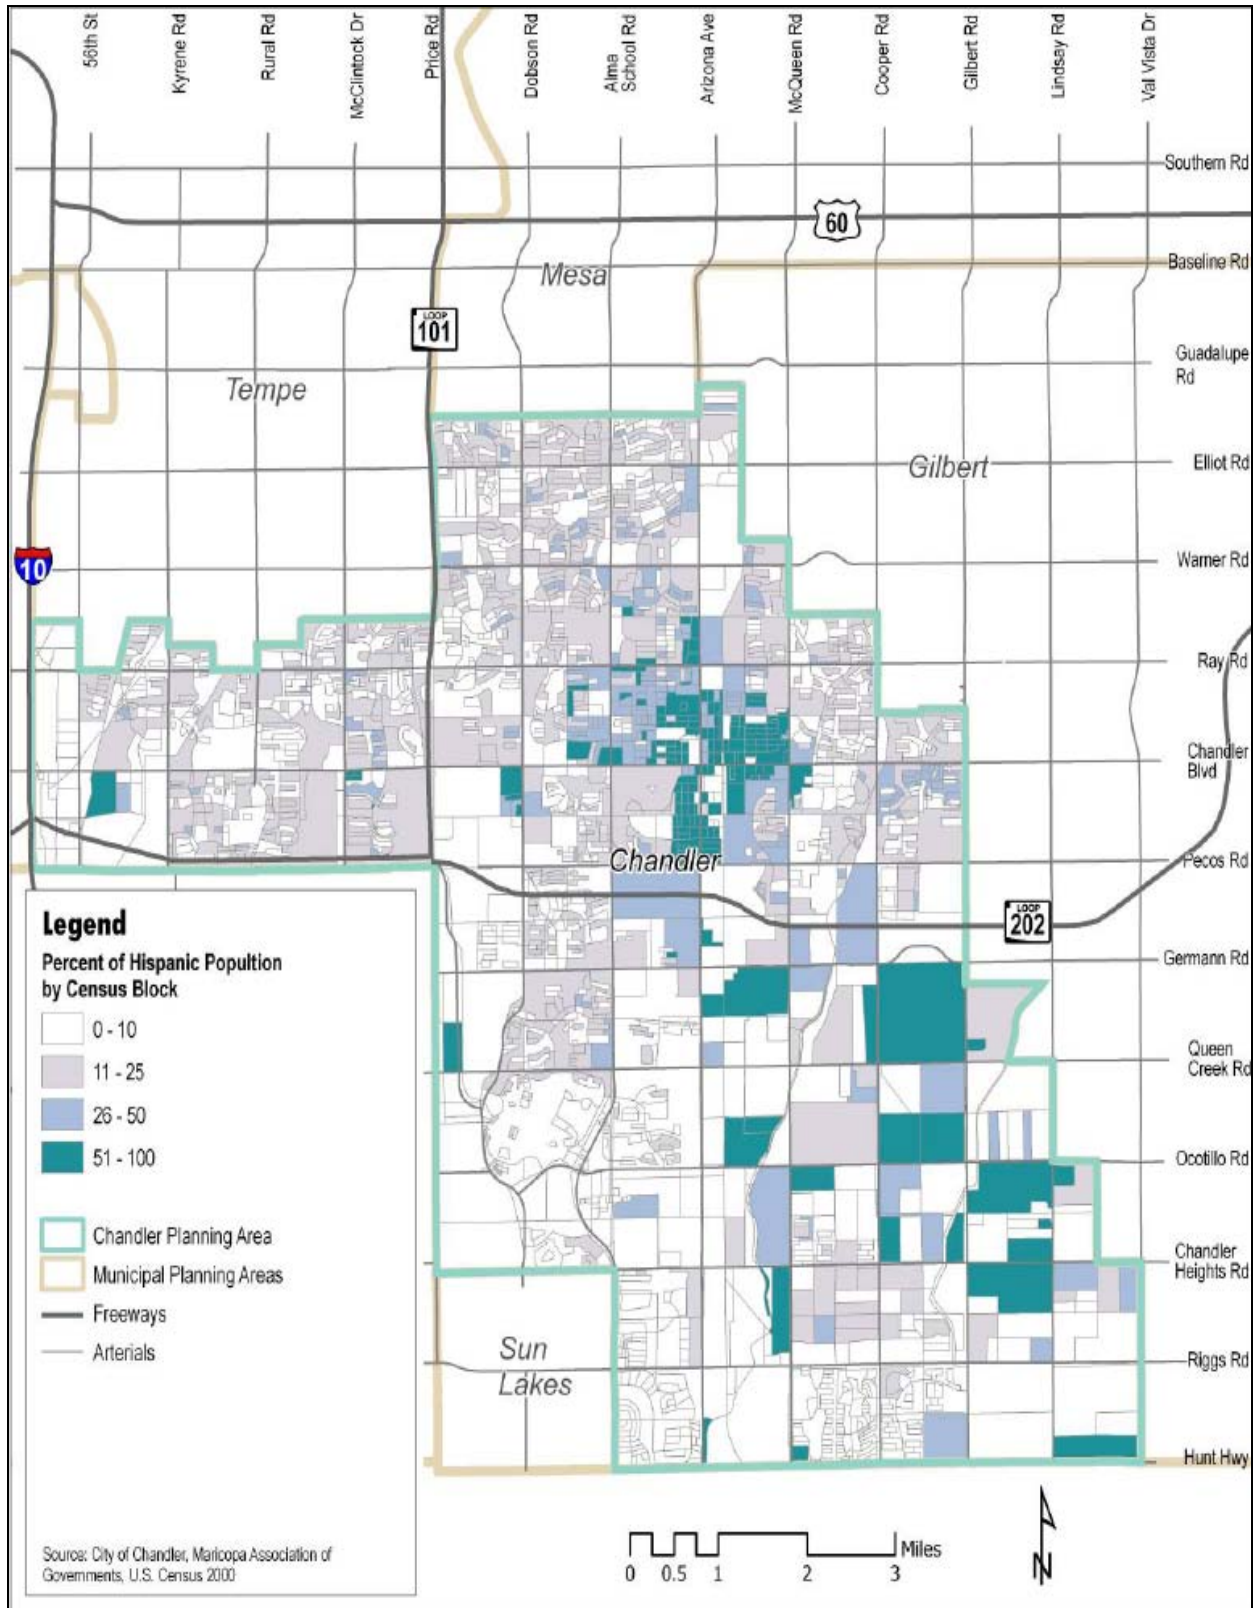 56th St
Kyrene Rd
Rural Rd
McClintock Dr
Price Rd
Dobson Rd
Alma
School Rd
Arizona Ave
McQueen Rd
Cooper Rd
Gilbert Rd
Lindsay Rd
Val Vista Dr
Southern Rd
60
Baseline Rd
Mesa
LOOP
101
Guadalupe
Rd
Tempe
Gilbert
Elliot Rd
10
Warner Rd
Ray Rd
Chandler
Blvd
Chandler
Pecos Rd
LOOP
202
Germann Rd
Queen
Creek Rd
Ocotillo Rd
Chandler
Heights Rd
Sun
Lakes
Riggs Rd
Hunt Hwy
Legend
Percent of Hispanic Popultion
by Census Block
0 - 10
11 - 25
26 - 50
51 - 100
Chandler Planning Area
Municipal Planning Areas
Freeways
Arterials
Source: City of Chandler, Maricopa Association of
Governments, U.S. Census 2000
Miles
0 0.5 1 2 3
N